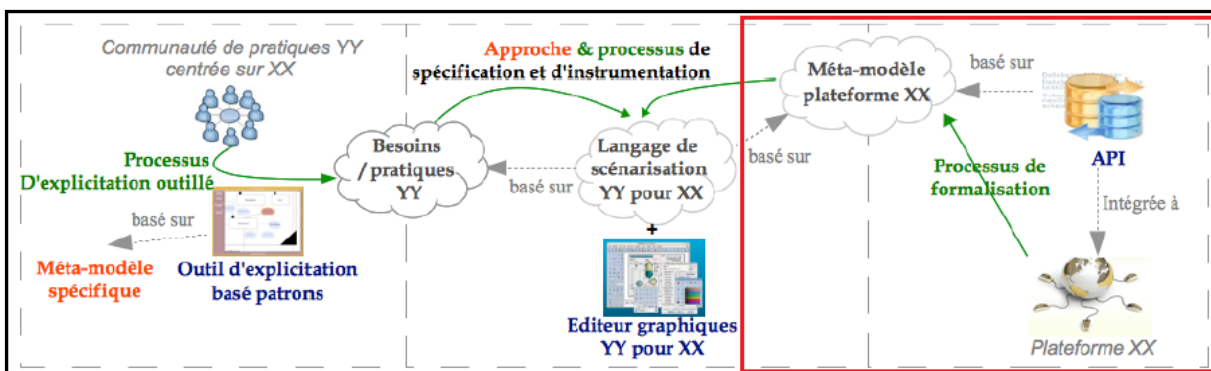 Communauté de pratiques YY
centrée sur XX
Processus
D'explicitation outillé
basé sur
Méta-modèle
spécifique
Outil d'explicitation
basé patrons
Approche & processus de
spécification et d'instrumentation
Besoins
/pratiques
YY
basé sur
Langage de
scénarisation
YY pour XX
+
Editeur graphiques
YY pour XX
basé sur
Méta-modèle
plateforme XX
basé sur
API
Processus de
formalisation
Intégrée à
Plateforme XX